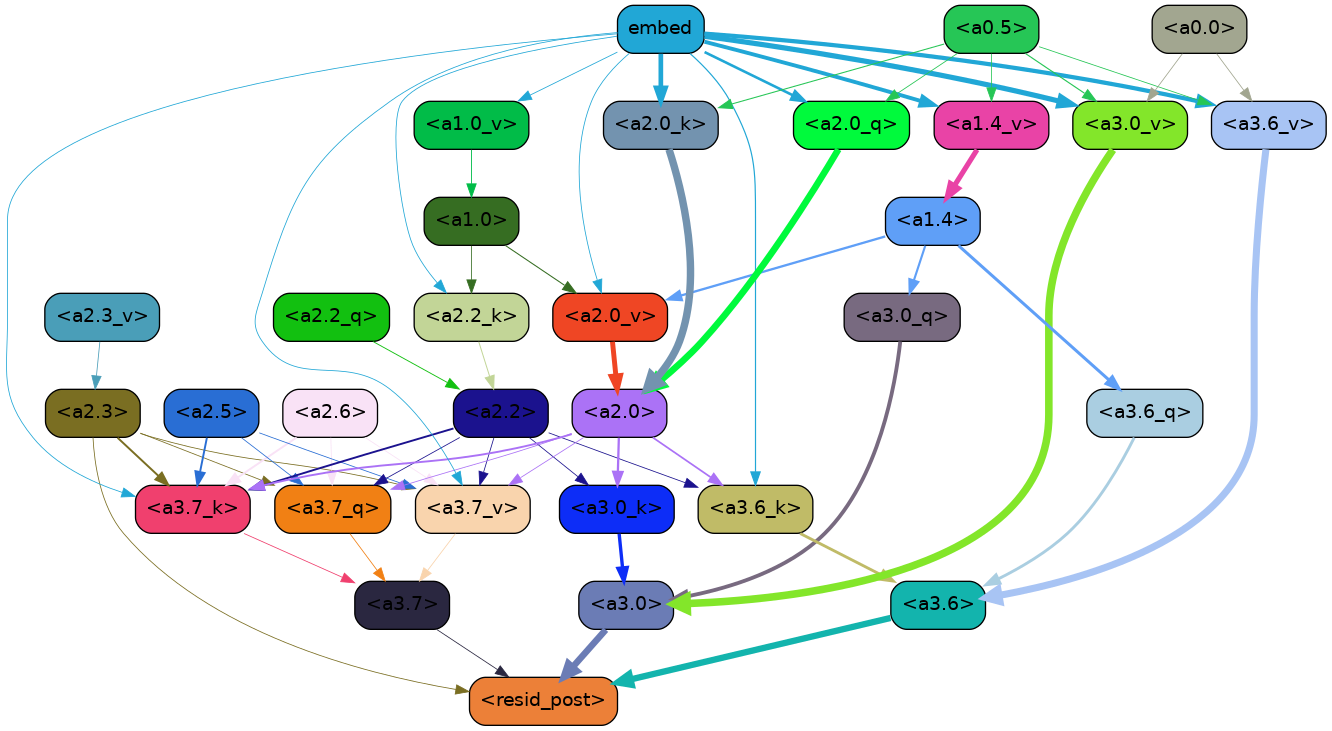 embed
<a0.5>
<a0.0>
<a1.0_v>
<a2.0_k>
<a2.0_q>
<a1.4_v>
<a3.0_v>
<a3.6_v>
<a1.0>
<a1.4>
<a2.3_v>
<a2.2_q>
<a2.2_k>
<a2.0_v>
<a3.0_q>
<a2.3>
<a2.5>
<a2.6>
<a2.2>
<a2.0>
<a3.6_q>
<a3.7_k>
<a3.7_q>
<a3.7_v>
<a3.0_k>
<a3.6_k>
<a3.7>
<a3.0>
<a3.6>
<resid_post>